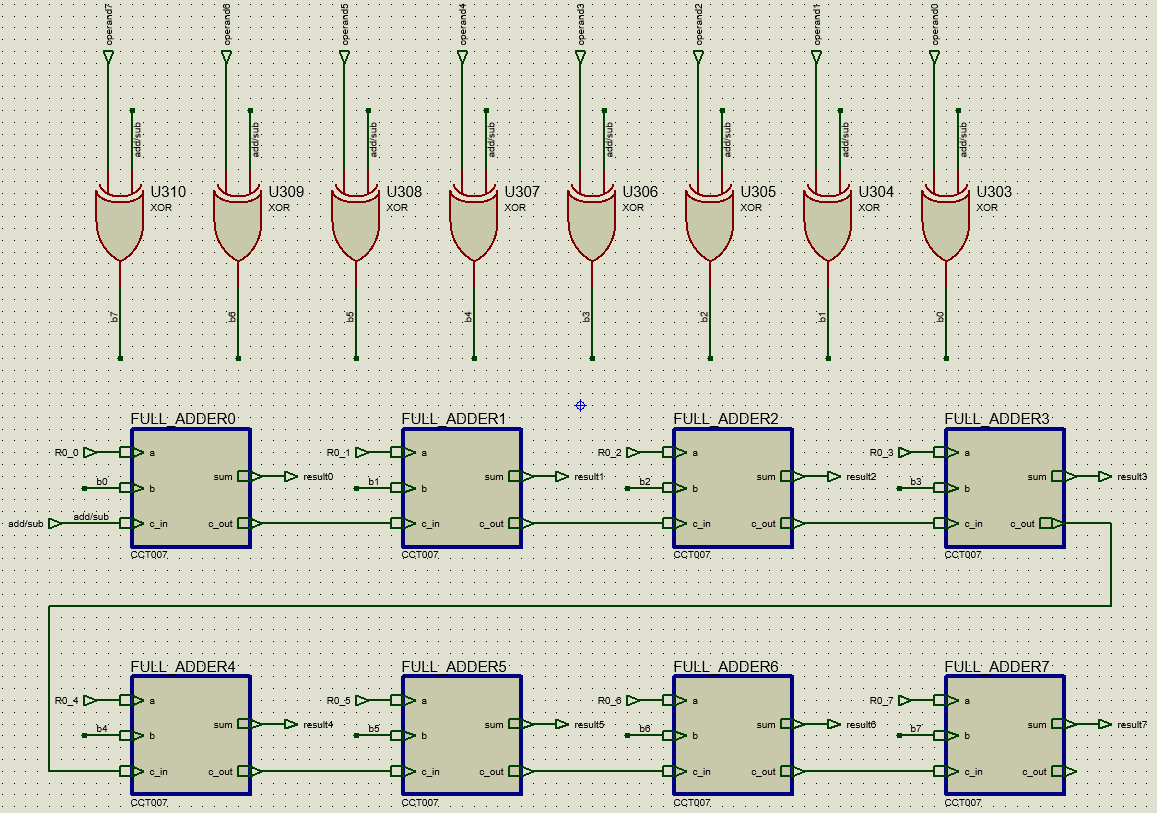 operand7 operand6 operand5 operand4 operand3 operand2 operand1 operand0
add/sub add/sub add/sub add/sub add/sub add/sub add/sub add/sub
U310 U309 U308 U307 U306 U305 U304 U303
XOR XOR XOR XOR XOR XOR XOR XOR
b7 b6 b5 b4 b3 b2 b1 b0
FULL_ADDER0 FULL_ADDER1 FULL_ADDER2 FULL_ADDER3
R0_0 a R0_1 a R0_2 a R0_3 a
sum result0 sum result1 sum result2 sum result3
b0 b b1 b b2 b b3 b
add/sub add/sub c_in c_out c_in c_out c_in c_out c_in c_out
CCT007 CCT007 CCT007 CCT007
FULL_ADDER4 FULL_ADDER5 FULL_ADDER6 FULL_ADDER7
R0_4 a R0_5 a R0_6 a R0_7 a
sum result4 sum result5 sum result6 sum result7
b4 b b5 b b6 b b7 b
c_in c_out c_in c_out c_in c_out c_in c_out
CCT007 CCT007 CCT007 CCT007